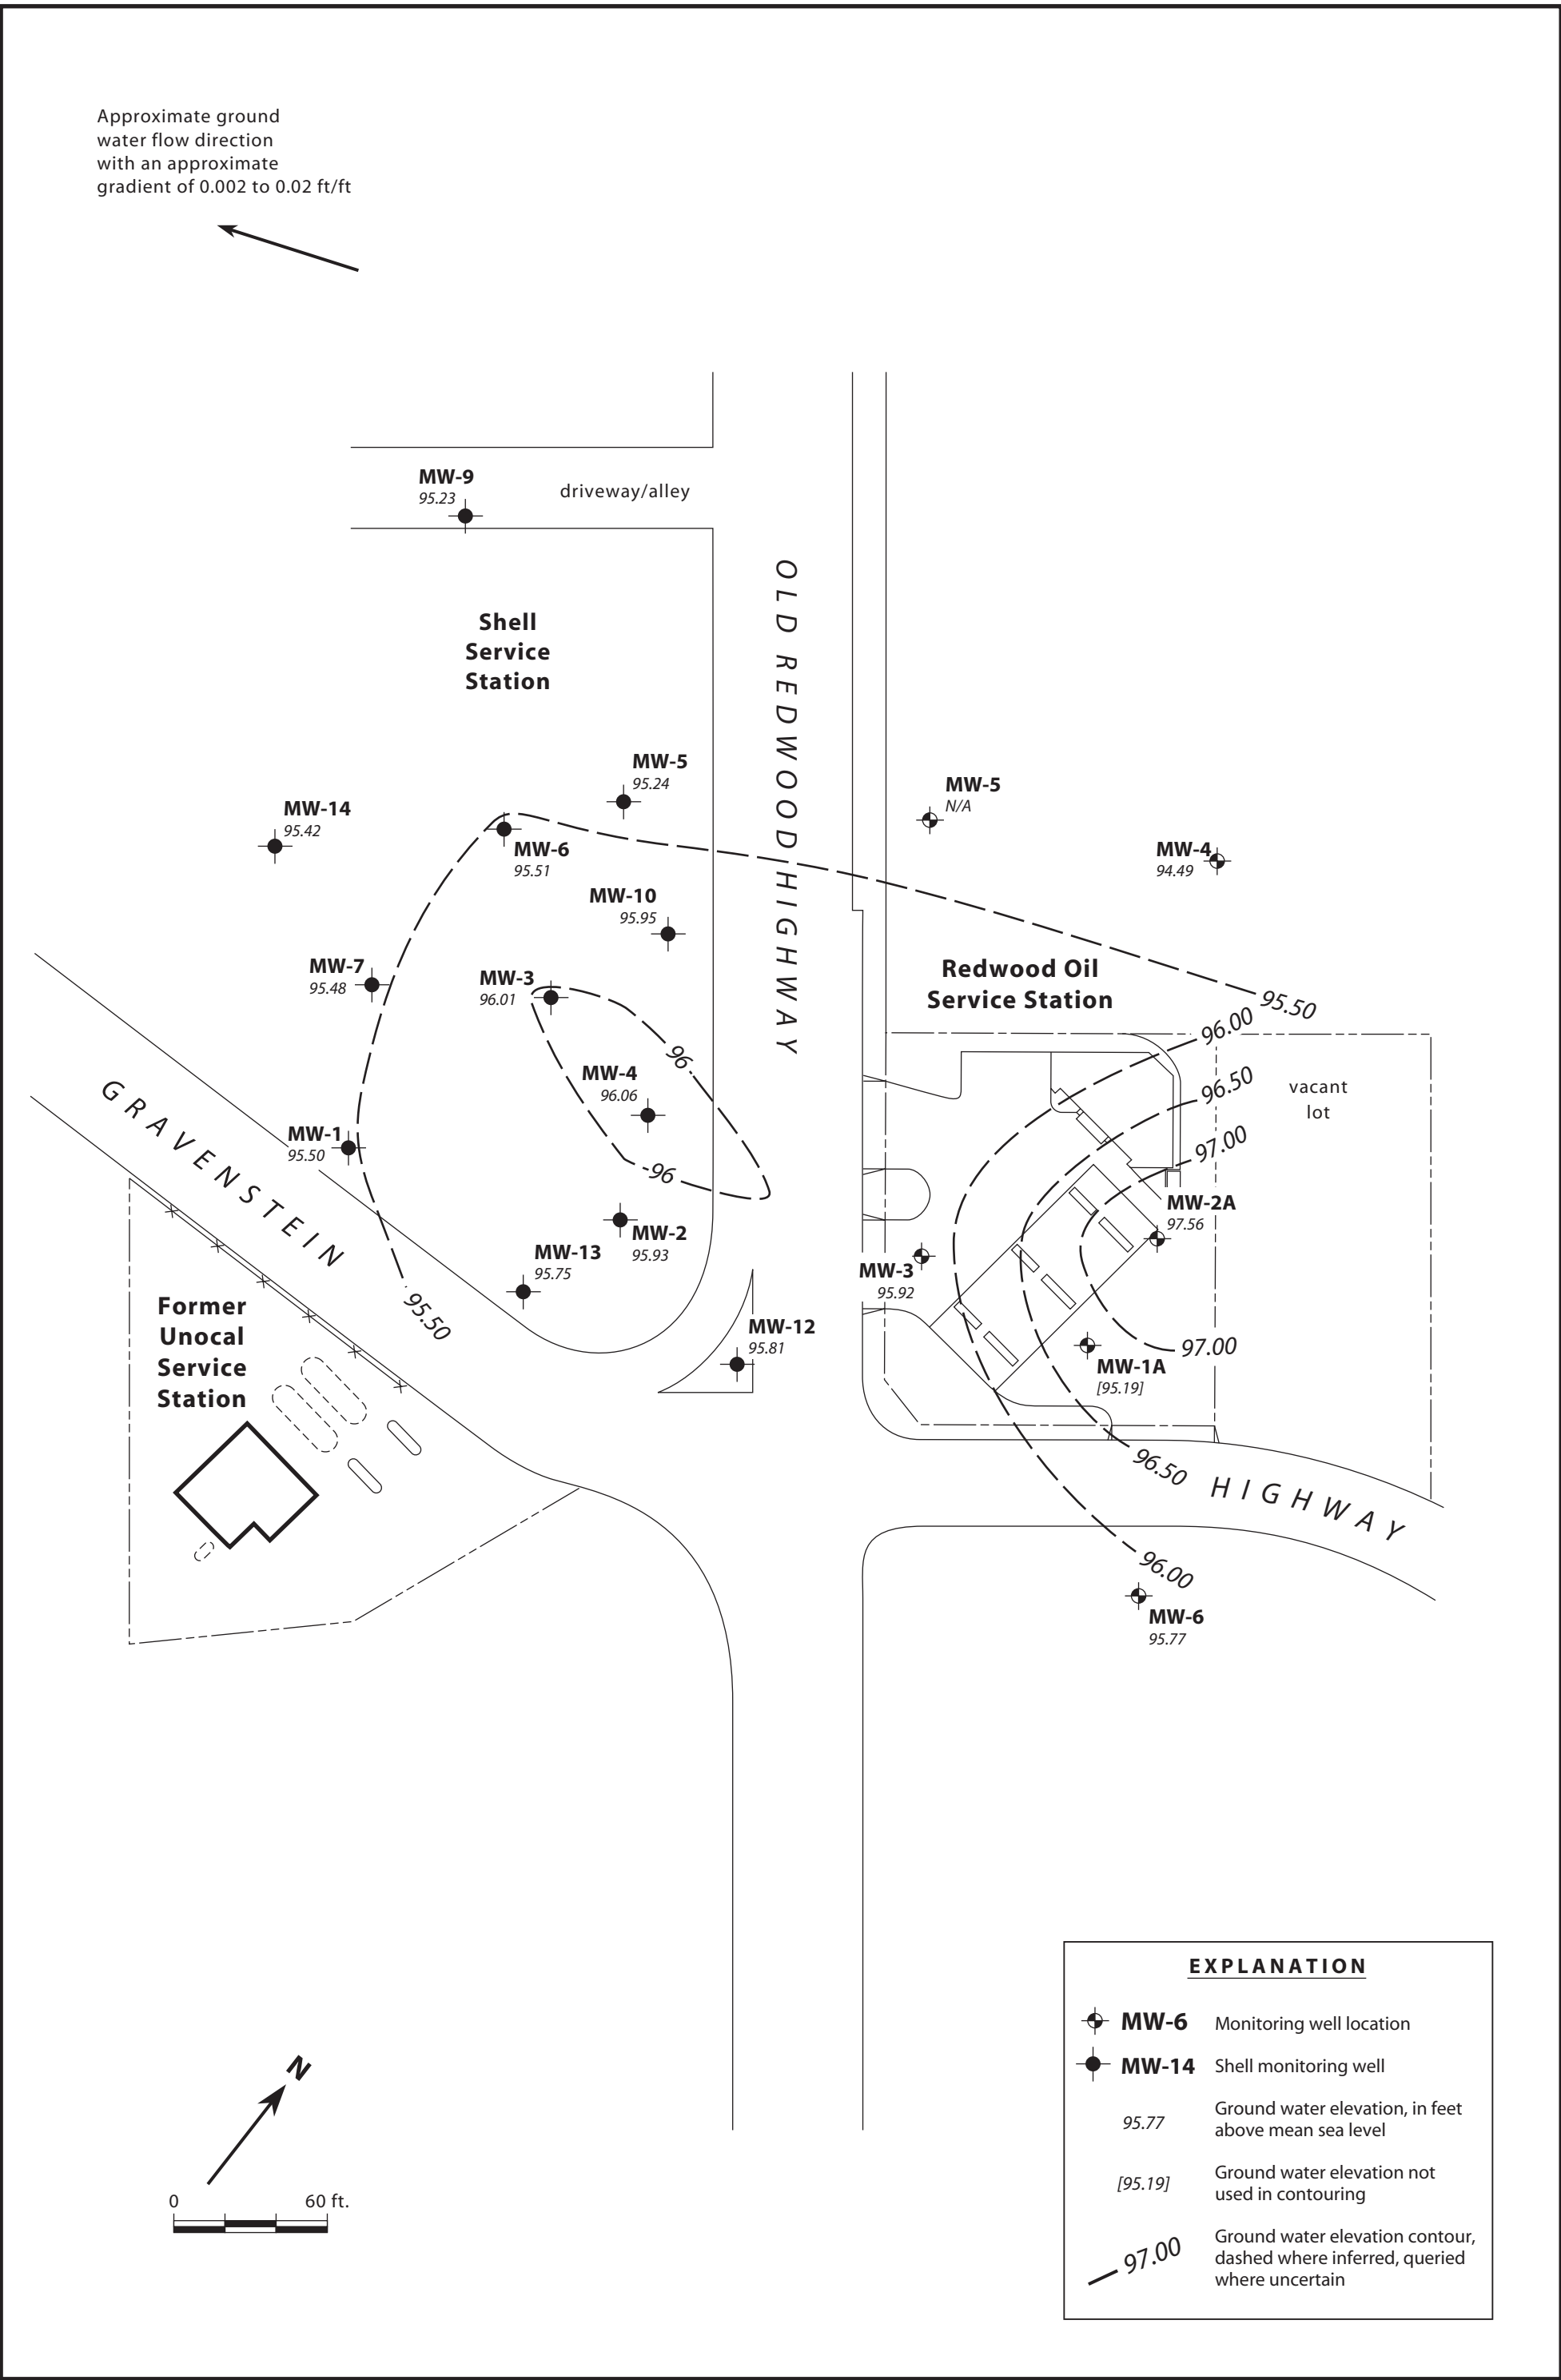 Approximate ground
water flow direction
with an approximate
gradient of 0.002 to 0.02 ft/ft
MW-9
95.23
driveway/alley
OLD REDWOOD HIGHWAY
Shell
Service
Station
MW-5
95.24
MW-5
N/A
MW-14
95.42
MW-6
95.51
MW-4
94.49
MW-10
95.95
MW-7
95.48
MW-3
96.01
Redwood Oil
Service Station
95.50
96.00
96
MW-4
96.06
96.50
vacant
lot
GRAVENSTEIN
MW-1
95.50
97.00
96
MW-2A
97.56
MW-2
95.93
MW-13
95.75
MW-3
95.92
95.50
Former
Unocal
Service
Station
MW-12
95.81
97.00
MW-1A
[95.19]
96.50
HIGHWAY
96.00
MW-6
95.77
EXPLANATION
MW-6 Monitoring well location
MW-14 Shell monitoring well
95.77 Ground water elevation, in feet
above mean sea level
[95.19] Ground water elevation not
used in contouring
97.00 Ground water elevation contour,
dashed where inferred, queried
where uncertain
N
0 60 ft.